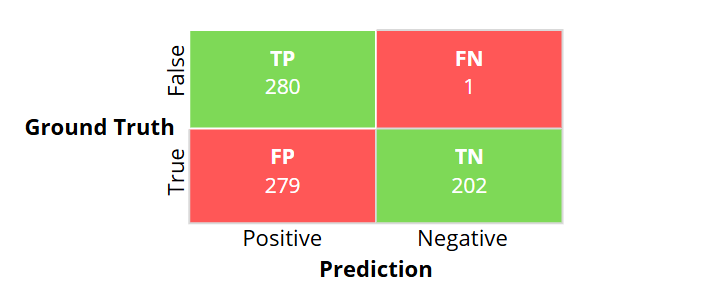 False
TP
280
FN
1
Ground Truth
True
FP
279
TN
202
Positive
Negative
Prediction